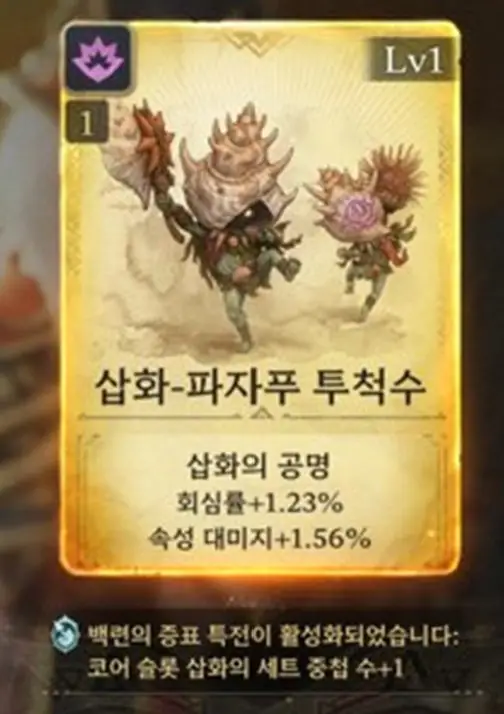 Lv1
1
삽화-파자푸 투척수
삽화의 공명
회심률+1.23%
속성 대미지+1.56%
백련의 증표 특전이 활성화되었습니다:
코어 슬롯 삽화의 세트 중첩 수+1